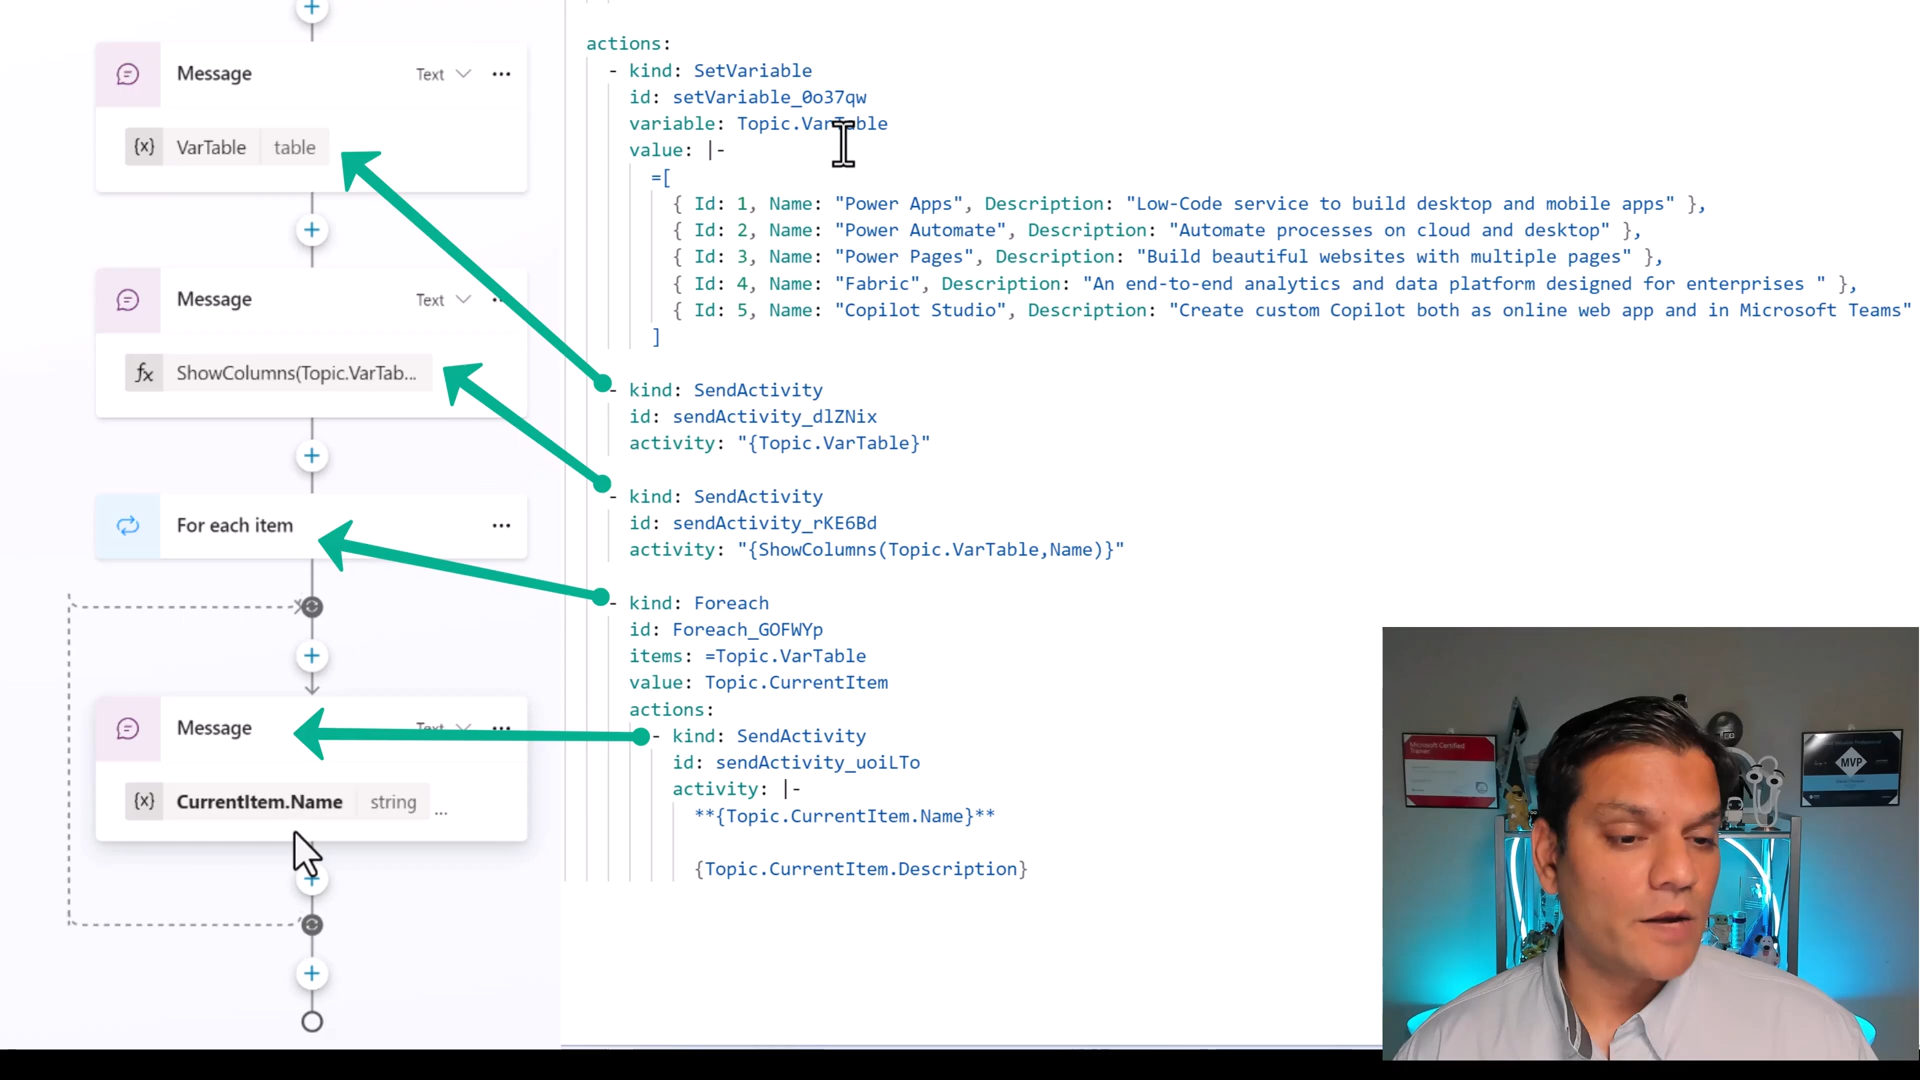 Message Text
{x} VarTable table
Message Text
fx ShowColumns(Topic.VarTab...
For each item
Message Text
{x} CurrentItem.Name string ...
actions:
- kind: SetVariable
id: setVariable_0o37qw
variable: Topic.VarTable
value: |-
=[
{ Id: 1, Name: "Power Apps", Description: "Low-Code service to build desktop and mobile apps" },
{ Id: 2, Name: "Power Automate", Description: "Automate processes on cloud and desktop" },
{ Id: 3, Name: "Power Pages", Description: "Build beautiful websites with multiple pages" },
{ Id: 4, Name: "Fabric", Description: "An end-to-end analytics and data platform designed for enterprises " },
{ Id: 5, Name: "Copilot Studio", Description: "Create custom Copilot both as online web app and in Microsoft Teams"
]
- kind: SendActivity
id: sendActivity_dlZNix
activity: "{Topic.VarTable}"
- kind: SendActivity
id: sendActivity_rKE6Bd
activity: "{ShowColumns(Topic.VarTable,Name)}"
- kind: Foreach
id: Foreach_GOFWYp
items: =Topic.VarTable
value: Topic.CurrentItem
actions:
- kind: SendActivity
id: sendActivity_uoiLTo
activity: |-
**{Topic.CurrentItem.Name}**
{Topic.CurrentItem.Description}
Microsoft Certified
Trainer
MVP